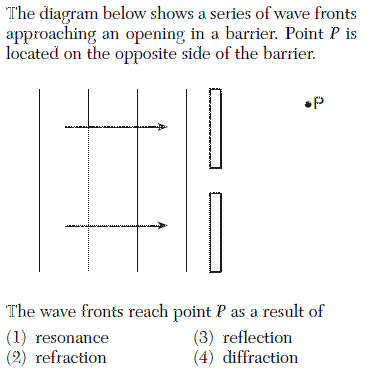 The diagram below shows a series of wave fronts
approaching an opening in a barrier. Point P is
located on the opposite side of the barrier.
P
The wave fronts reach point P as a result of
(1) resonance (3) reflection
(2) refraction (4) diffraction